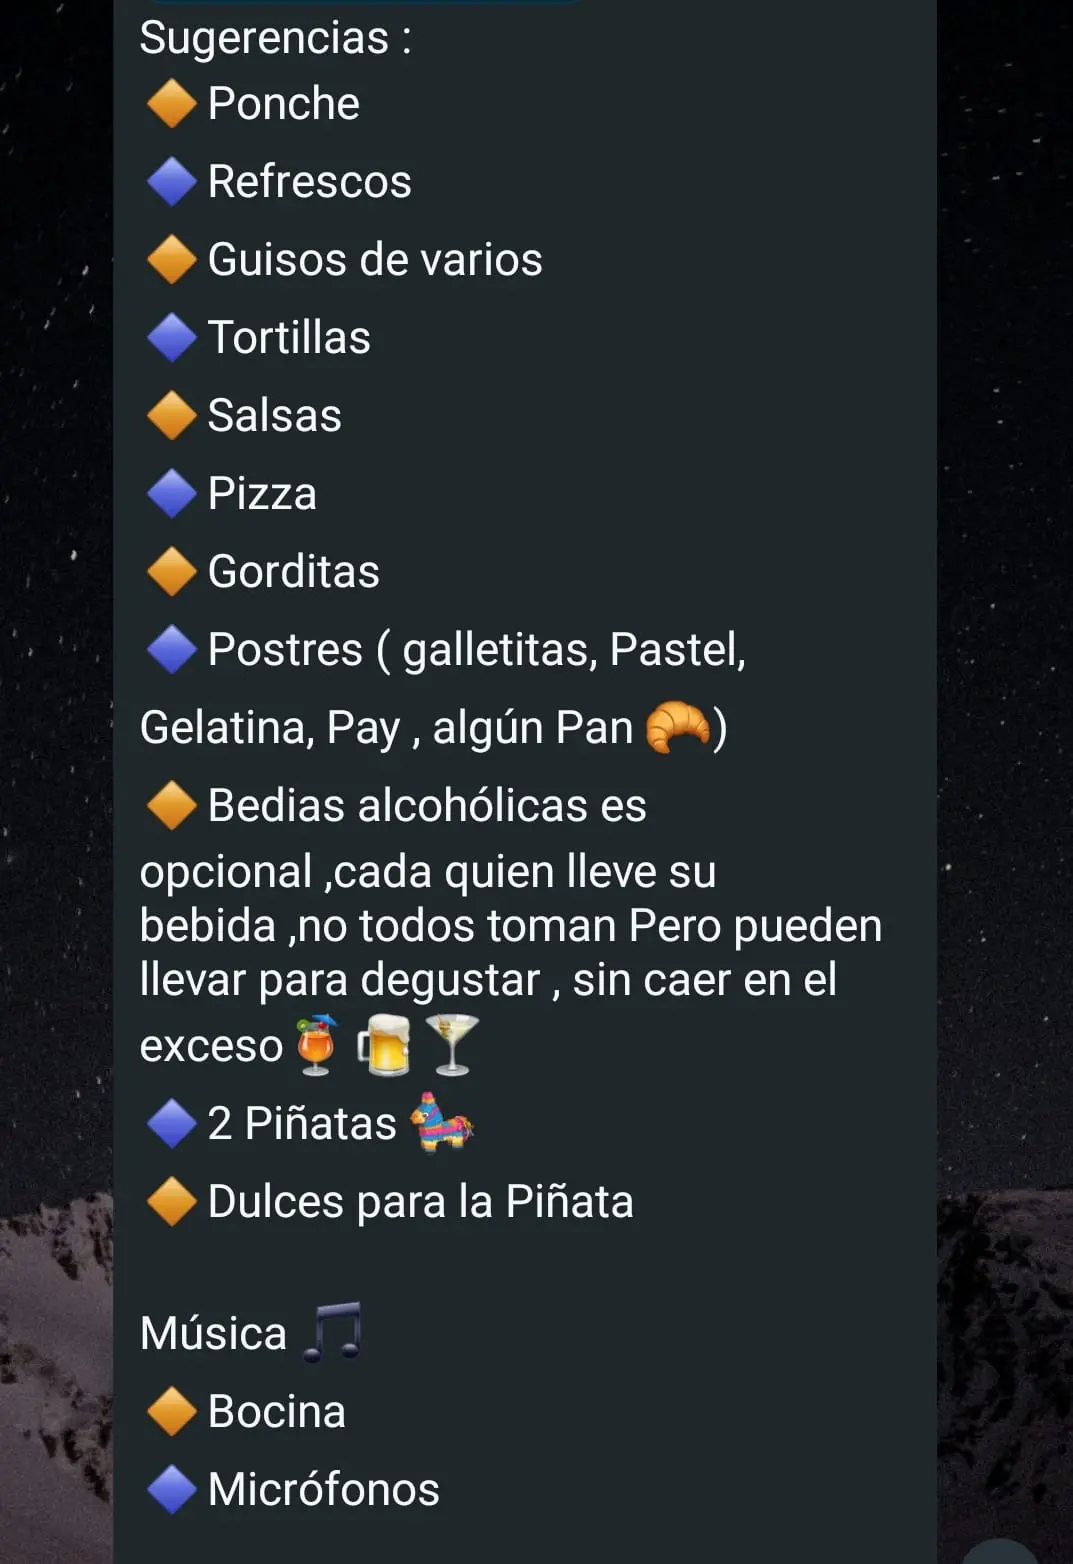 Sugerencias :
🔶 Ponche
🔷 Refrescos
🔶 Guisos de varios
🔷 Tortillas
🔶 Salsas
🔷 Pizza
🔶 Gorditas
🔷 Postres ( galletitas, Pastel,
Gelatina, Pay , algún Pan 🥐)
🔶 Bedias alcohólicas es
opcional ,cada quien lleve su
bebida ,no todos toman Pero pueden
llevar para degustar , sin caer en el
exceso 🍹 🍺 🍸
🔷 2 Piñatas 🪅
🔶 Dulces para la Piñata
Música 🎵
🔶 Bocina
🔷 Micrófonos